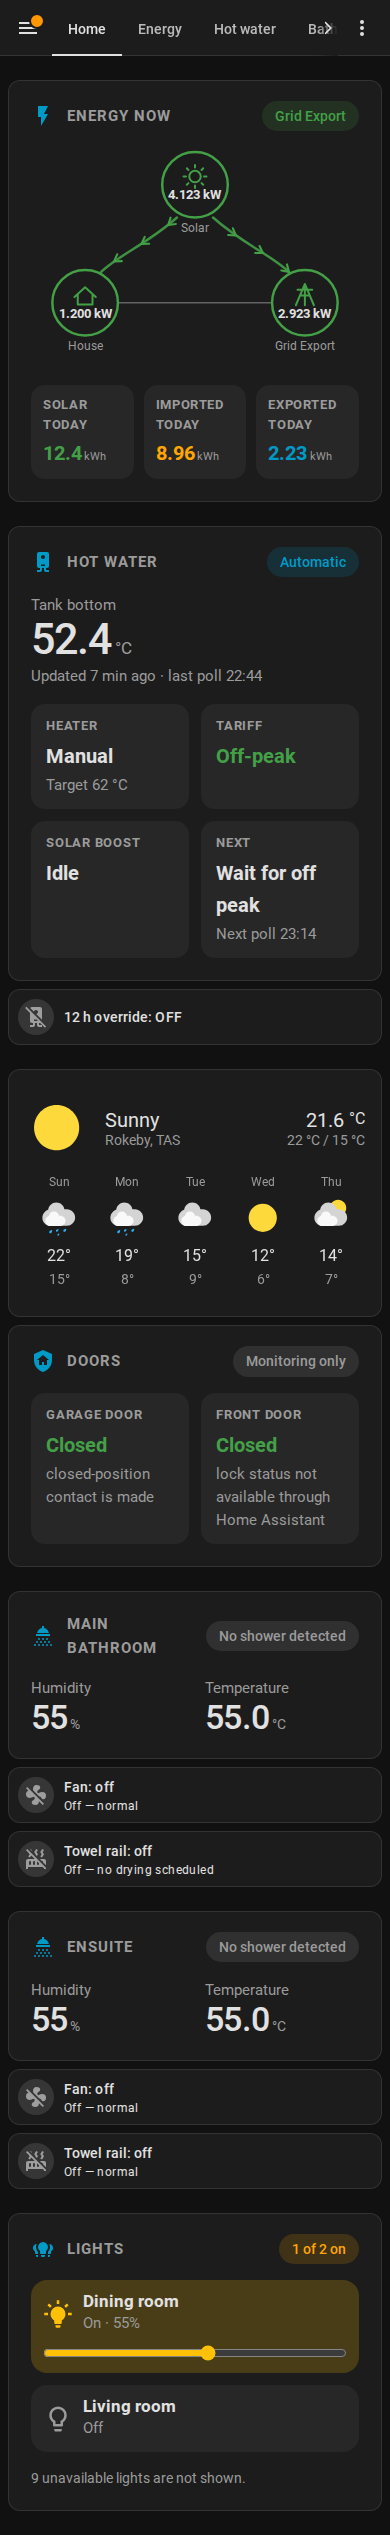 Home Energy Hot water Bath
ENERGY NOW Grid Export
4.123 kW
Solar
1.200 kW 2.923 kW
House Grid Export
SOLAR TODAY IMPORTED TODAY EXPORTED TODAY
12.4 kWh 8.96 kWh 2.23 kWh
HOT WATER Automatic
Tank bottom
52.4 °C
Updated 7 min ago · last poll 22:44
HEATER TARIFF
Manual Off-peak
Target 62 °C
SOLAR BOOST NEXT
Idle Wait for off
peak
Next poll 23:14
12 h override: OFF
Sunny 21.6 °C
Rokeby, TAS 22 °C / 15 °C
Sun Mon Tue Wed Thu
22° 19° 15° 12° 14°
15° 8° 9° 6° 7°
DOORS Monitoring only
GARAGE DOOR FRONT DOOR
Closed Closed
closed-position lock status not
contact is made available through
Home Assistant
MAIN
BATHROOM No shower detected
Humidity Temperature
55 % 55.0 °C
Fan: off
Off — normal
Towel rail: off
Off — no drying scheduled
ENSUITE No shower detected
Humidity Temperature
55 % 55.0 °C
Fan: off
Off — normal
Towel rail: off
Off — normal
LIGHTS 1 of 2 on
Dining room
On · 55%
Living room
Off
9 unavailable lights are not shown.